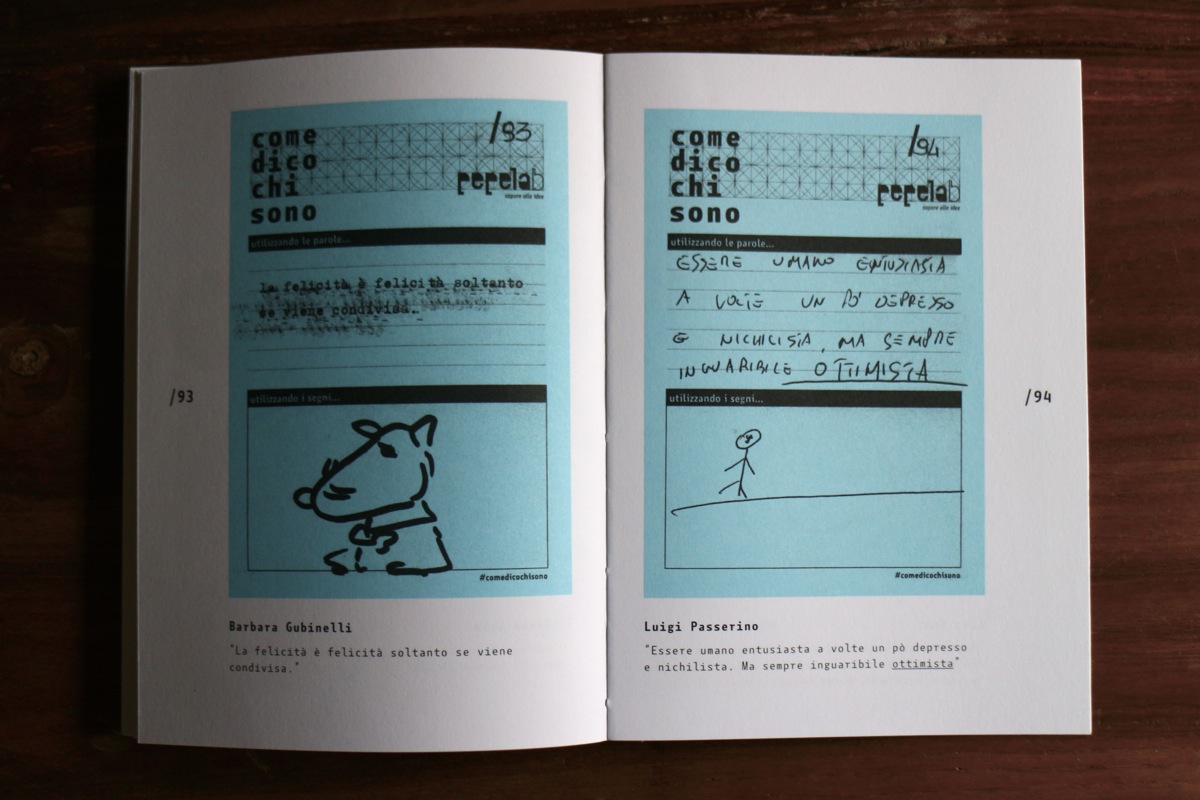 come
dico
chi
sono
/93
pepelab
sapore alle idee
utilizzando le parole...
la felicità è felicità soltanto
se viene condivisa.
/93
utilizzando i segni...
#comedicochisono
Barbara Gubinelli
"La felicità è felicità soltanto se viene
condivisa."
come
dico
chi
sono
/94
pepelab
sapore alle idee
utilizzando le parole...
ESSERE UMANO ENTUSIASTA
A VOLTE UN PO' DEPRESSO
E NICHILISTA, MA SEMPRE
INGUARIBILE OTTIMISTA
utilizzando i segni...
/94
#comedicochisono
Luigi Passerino
"Essere umano entusiasta a volte un pò depresso
e nichilista. Ma sempre inguaribile ottimista"